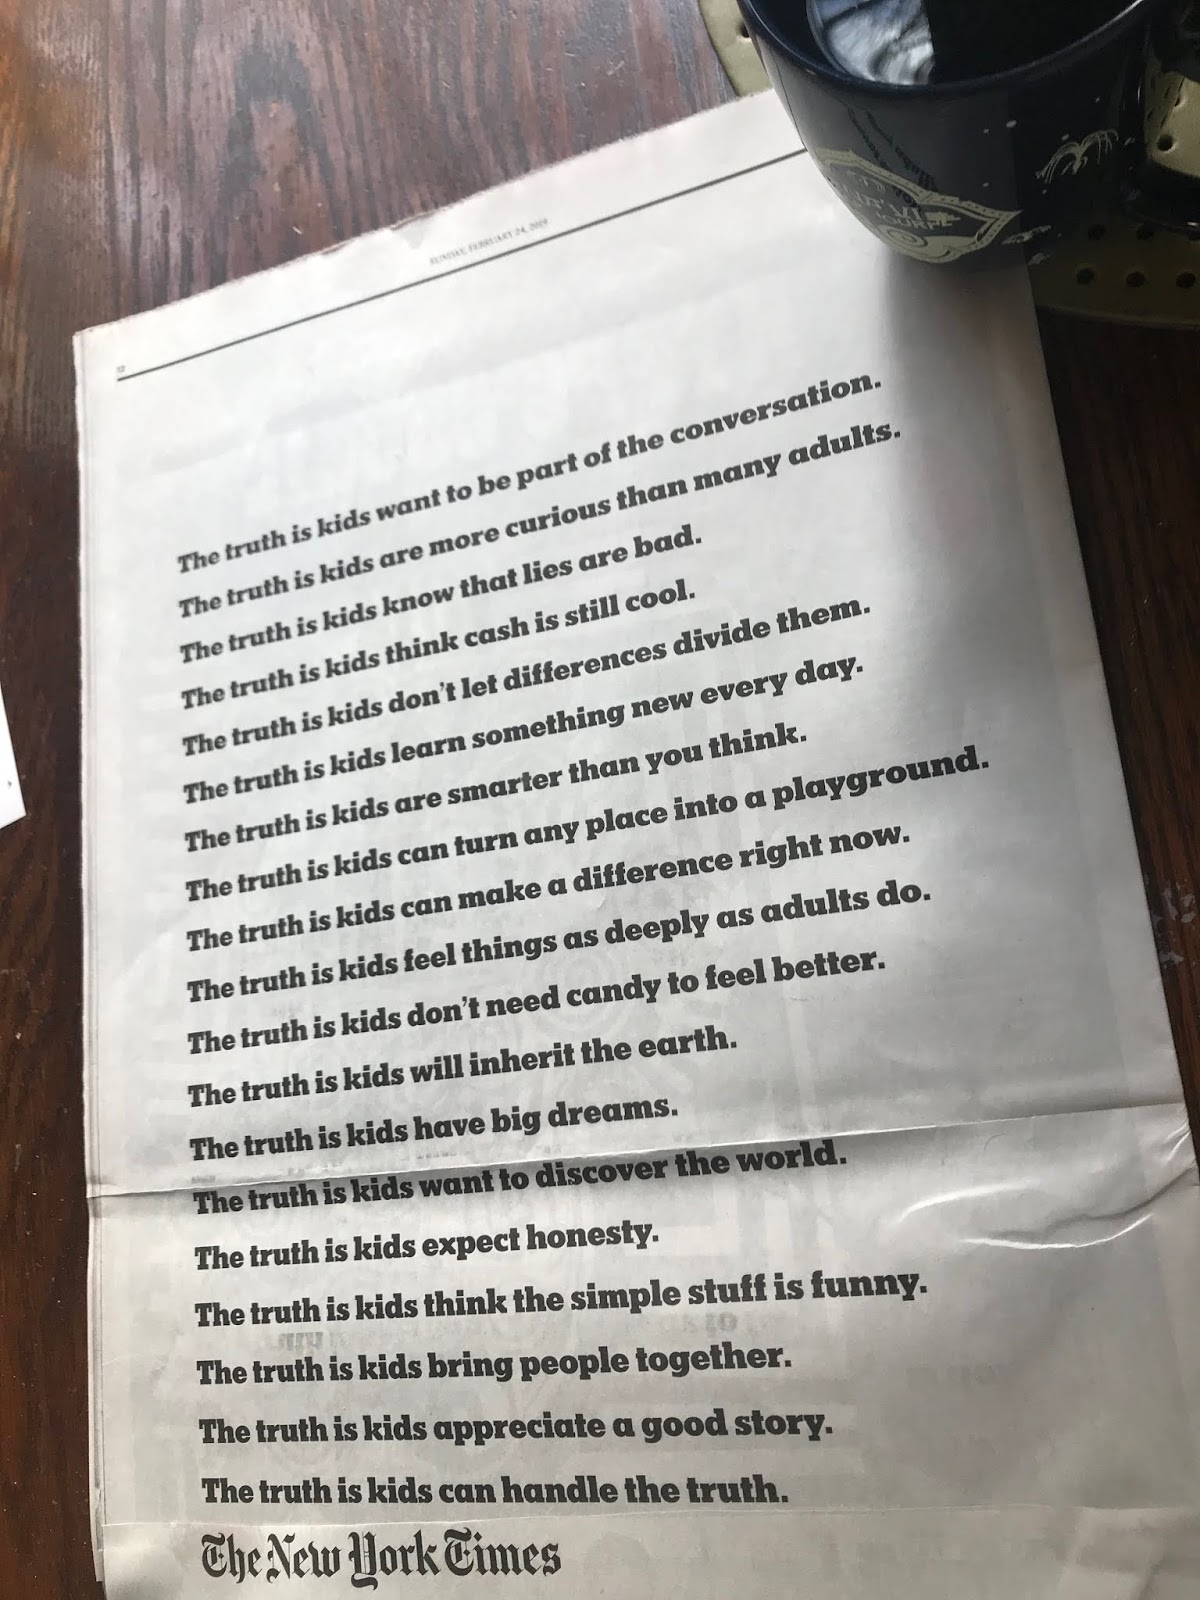 12
SUNDAY, FEBRUARY 24, 2019
The truth is kids want to be part of the conversation.
The truth is kids are more curious than many adults.
The truth is kids know that lies are bad.
The truth is kids think cash is still cool.
The truth is kids don't let differences divide them.
The truth is kids learn something new every day.
The truth is kids are smarter than you think.
The truth is kids can turn any place into a playground.
The truth is kids can make a difference right now.
The truth is kids feel things as deeply as adults do.
The truth is kids don't need candy to feel better.
The truth is kids will inherit the earth.
The truth is kids have big dreams.
The truth is kids want to discover the world.
The truth is kids expect honesty.
The truth is kids think the simple stuff is funny.
The truth is kids bring people together.
The truth is kids appreciate a good story.
The truth is kids can handle the truth.
The New York Times